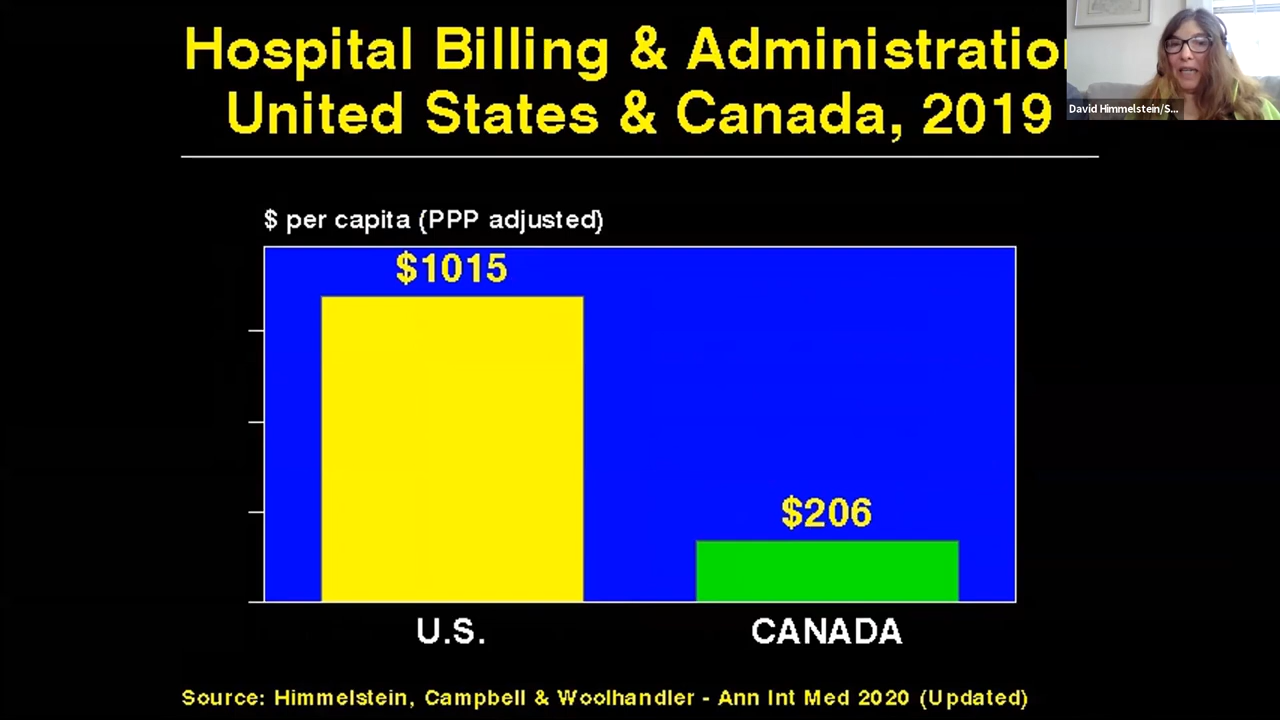 Hospital Billing & Administration
United States & Canada, 2019
David Himmelstein/S...
$ per capita (PPP adjusted)
$1015
$206
U.S.
CANADA
Source: Himmelstein, Campbell & Woolhandler - Ann Int Med 2020 (Updated)